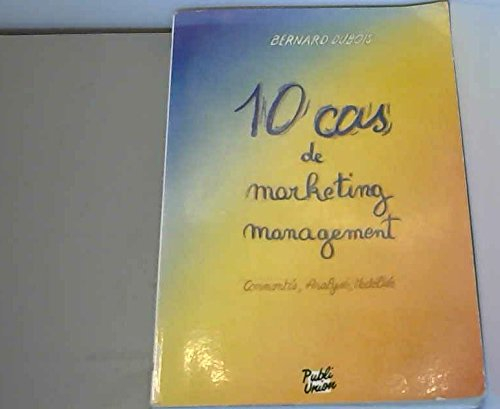 BERNARD DUBOIS
10 cas
de
marketing
management
Commentés, Analysés, Modélisés
Publi
Union